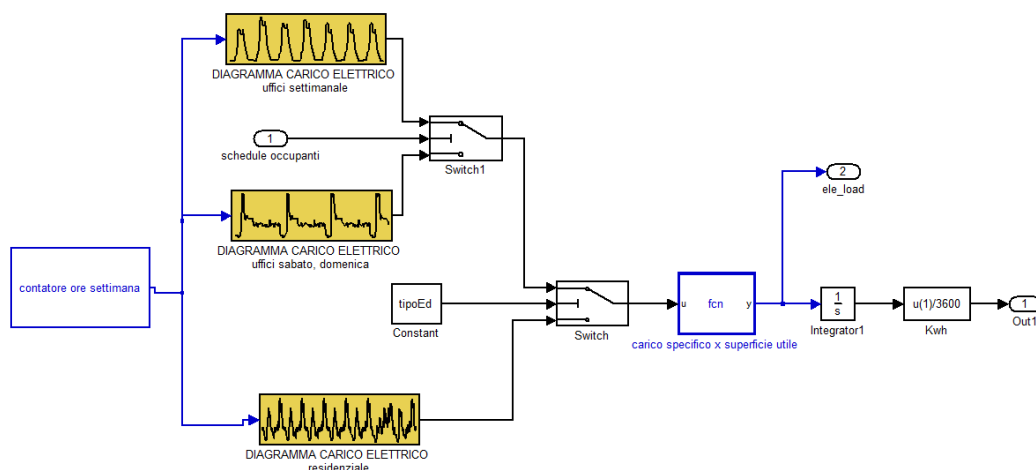 DIAGRAMMA CARICO ELETTRICO
uffici settimanale
1
schedule occupanti
Switch1
2
ele_load
DIAGRAMMA CARICO ELETTRICO
uffici sabato, domenica
contatore ore settimana
tipoEd
Constant
Switch
u fcn y
carico specifico x superficie utile
1
s
Integrator1
u(1)/3600
Kwh
1
Out1
DIAGRAMMA CARICO ELETTRICO
residenziale